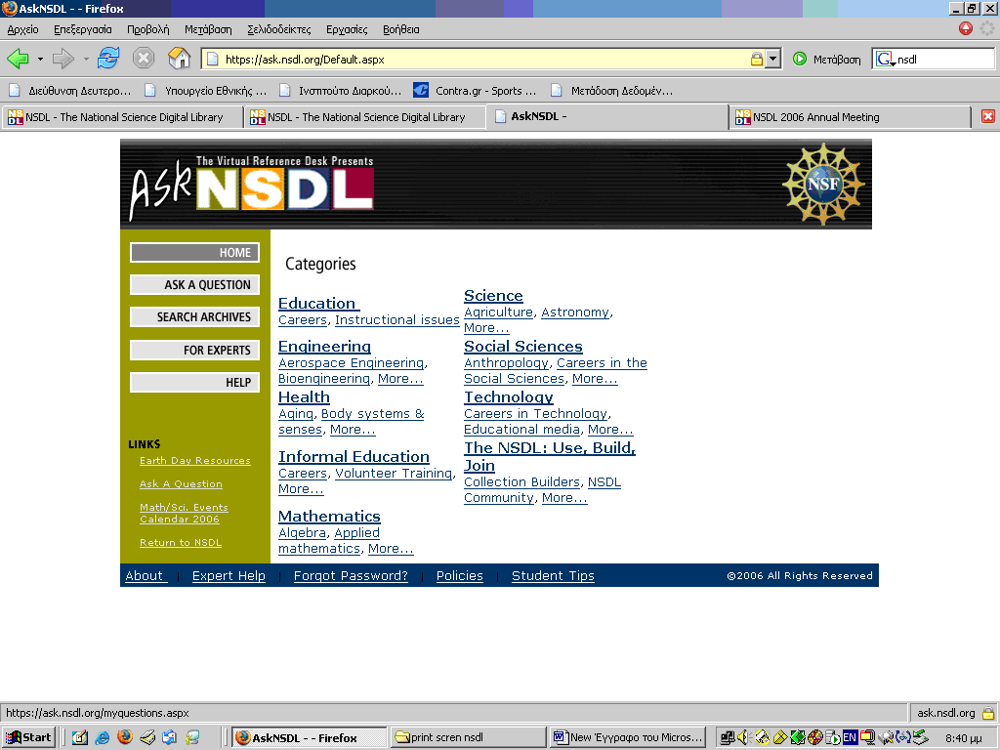 AskNSDL - - Firefox
Αρχείο Επεξεργασία Προβολή Μετάβαση Σελιδοδείκτες Εργασίες Βοήθεια
https://ask.nsdl.org/Default.aspx Μετάβαση nsdl
Διεύθυνση Δευτερο... Υπουργείο Εθνικής ... Ινστιτούτο Διαρκού... Contra.gr - Sports ... Μετάδοση Δεδομέν...
NSDL - The National Science Digital Library NSDL - The National Science Digital Library AskNSDL - NSDL 2006 Annual Meeting
The Virtual Reference Desk Presents
Ask NSDL
NSF
HOME
ASK A QUESTION
SEARCH ARCHIVES
FOR EXPERTS
HELP
LINKS
Earth Day Resources
Ask A Question
Math/Sci. Events
Calendar 2006
Return to NSDL
Categories
Education
Careers, Instructional issues
Engineering
Aerospace Engineering,
Bioengineering, More...
Health
Aging, Body systems &
senses, More...
Informal Education
Careers, Volunteer Training,
More...
Mathematics
Algebra, Applied
mathematics, More...
Science
Agriculture, Astronomy,
More...
Social Sciences
Anthropology, Careers in the
Social Sciences, More...
Technology
Careers in Technology,
Educational media, More...
The NSDL: Use, Build,
Join
Collection Builders, NSDL
Community, More...
About | Expert Help | Forgot Password? | Policies | Student Tips ©2006 All Rights Reserved
https://ask.nsdl.org/myquestions.aspx ask.nsdl.org
Start AskNSDL - - Firefox print scren nsdl New Έγγραφο του Micros... EN 8:40 μμ